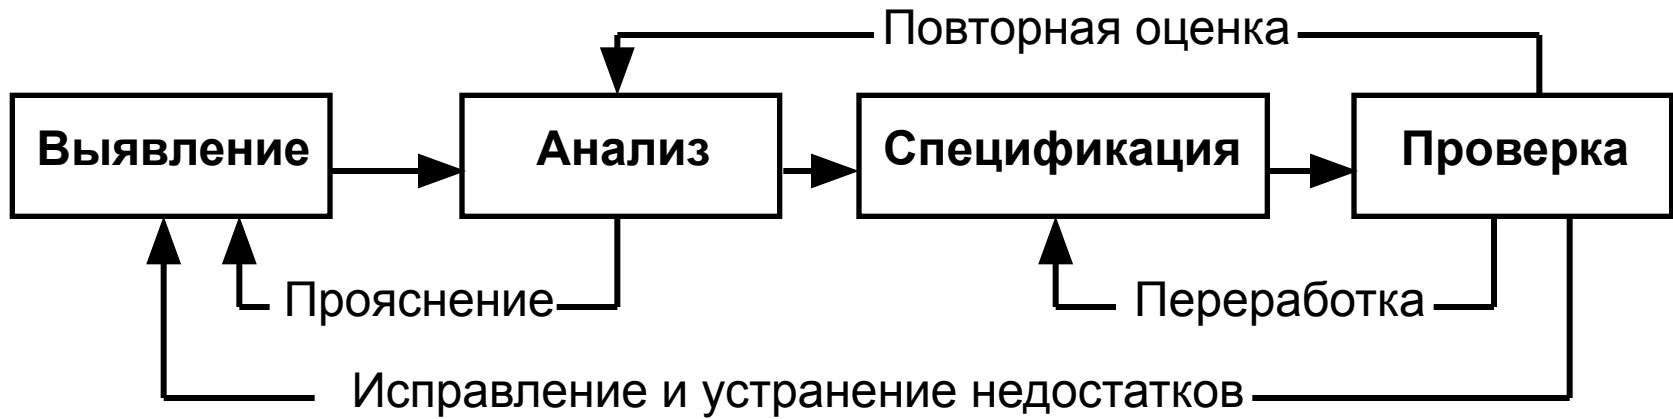 Повторная оценка
Выявление
Анализ
Спецификация
Проверка
Прояснение
Переработка
Исправление и устранение недостатков